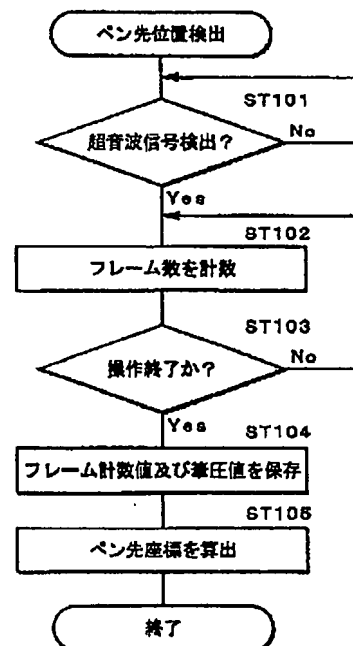 ペン先位置検出
ST101
超音波信号検出?
No
Yes
ST102
フレーム数を計数
ST103
操作終了か?
No
Yes
ST104
フレーム計数値及び筆圧値を保存
ST105
ペン先座標を算出
終了